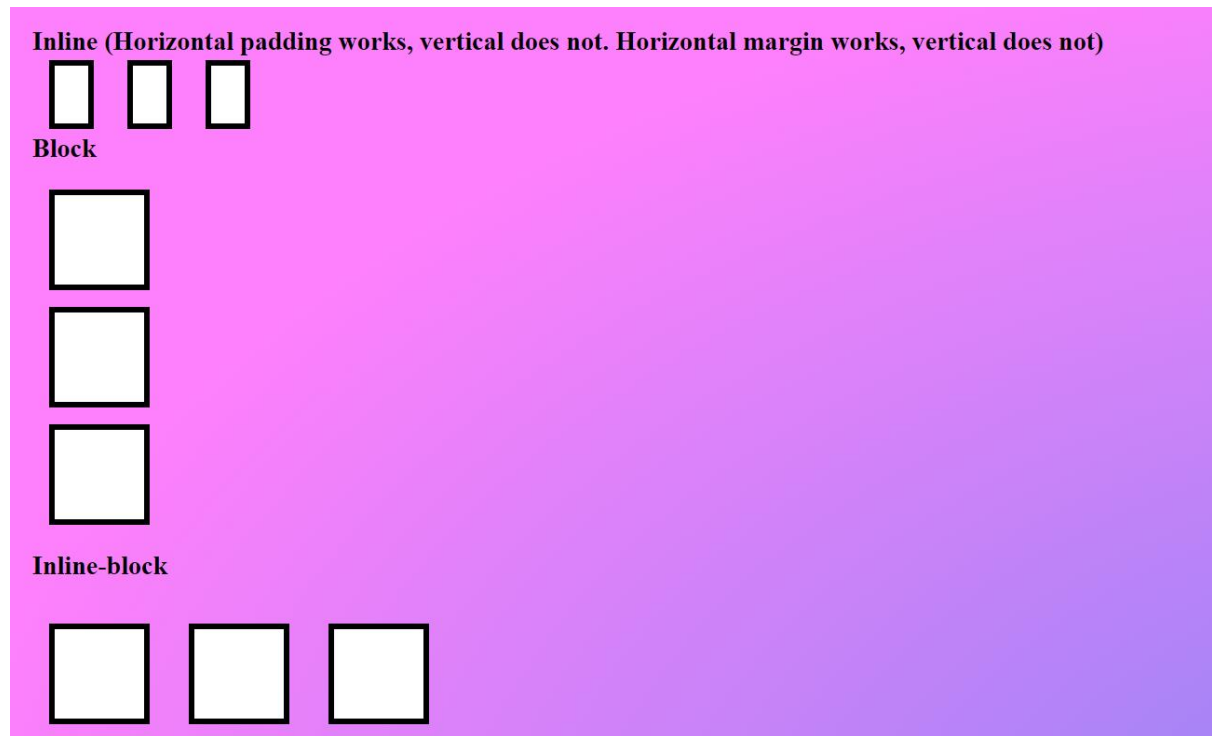 Inline (Horizontal padding works, vertical does not. Horizontal margin works, vertical does not)
Block
Inline-block